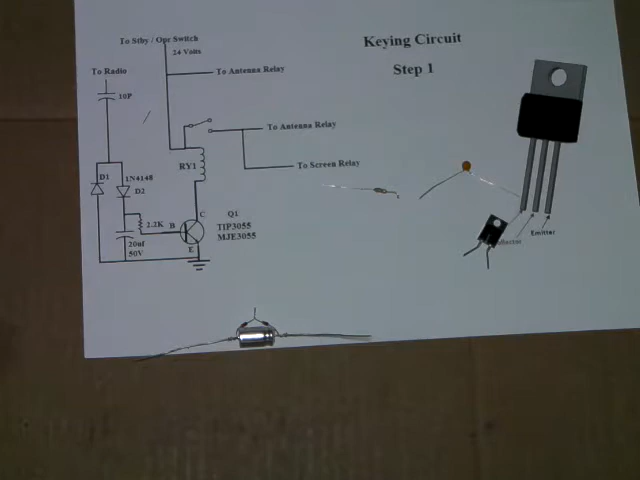 To Stby / Opr Switch
24 Volts
Keying Circuit
Step 1
To Radio
To Antenna Relay
10P
To Antenna Relay
RY1
To Screen Relay
D1
1N4148
D2
C
Q1
2.2K
B
TIP3055
MJE3055
20uf
50V
E
Emitter